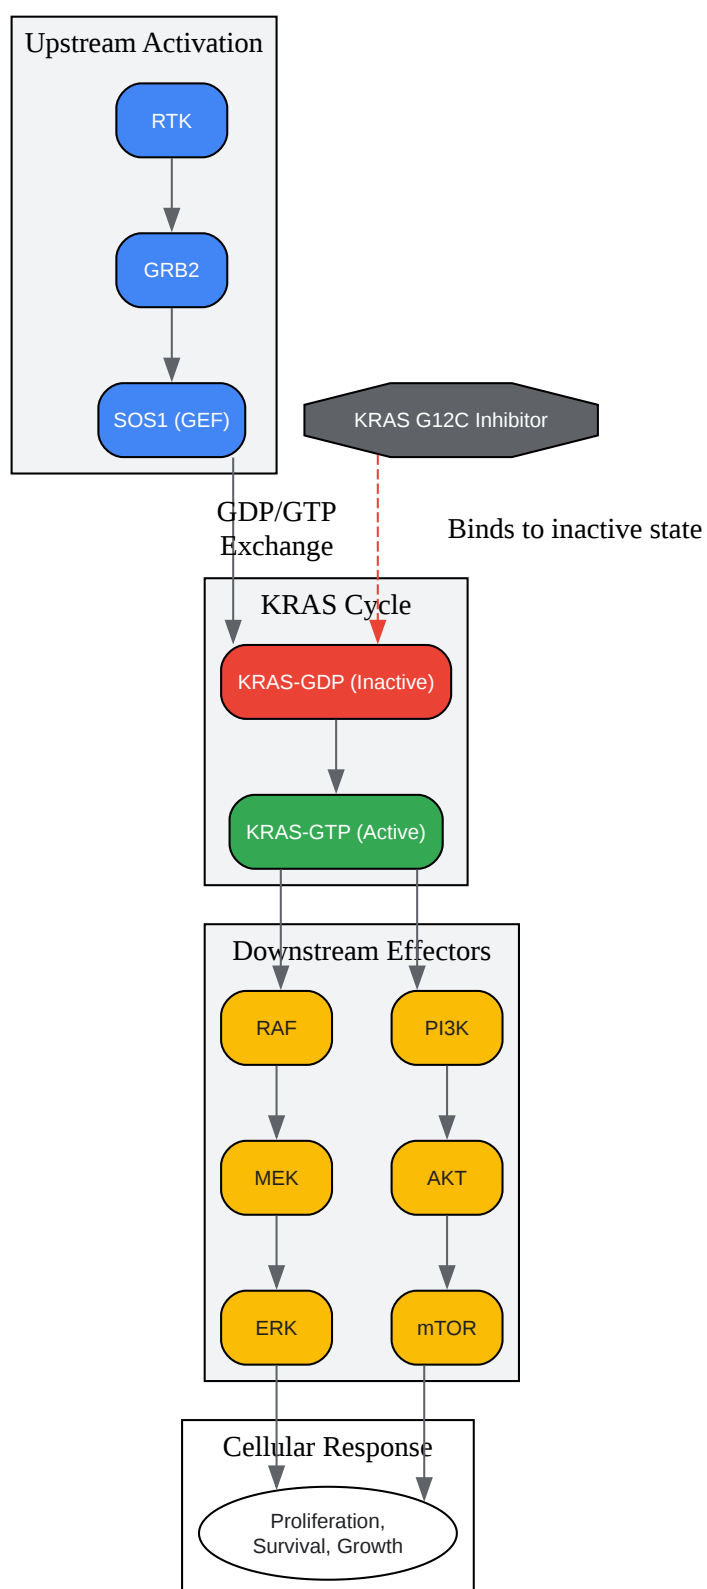 Upstream Activation
RTK
GRB2
SOS1 (GEF)
KRAS G12C Inhibitor
GDP/GTP
Exchange
Binds to inactive state
KRAS Cycle
KRAS-GDP (Inactive)
KRAS-GTP (Active)
Downstream Effectors
RAF
PI3K
MEK
AKT
ERK
mTOR
Cellular Response
Proliferation,
Survival, Growth